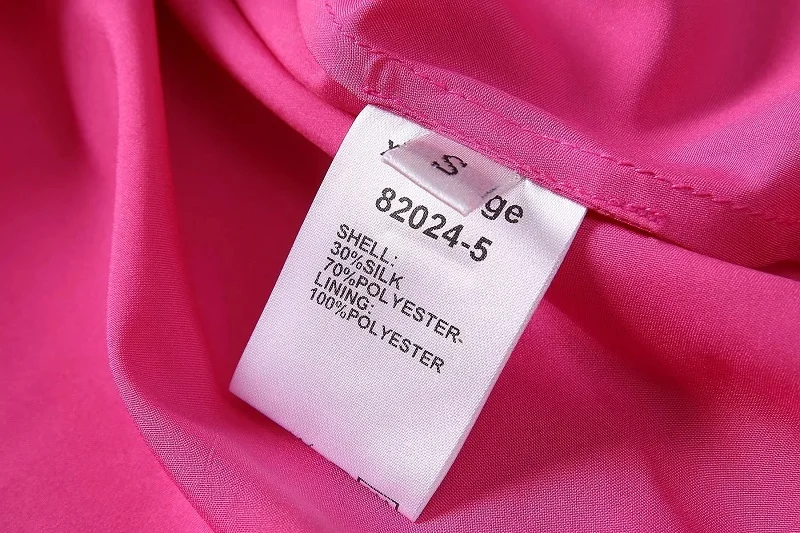 S
82024-5
SHELL:
30%SILK
70%POLYESTER-
LINING:
100%POLYESTER